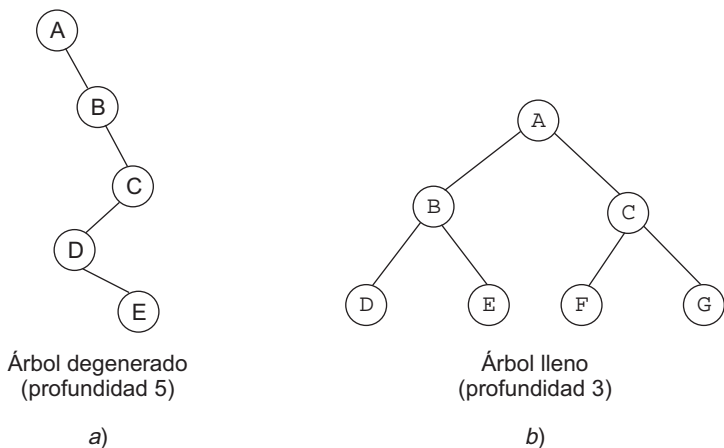 A
B
C
D
E
Árbol degenerado
(profundidad 5)
a)
A
B
C
D
E
F
G
Árbol lleno
(profundidad 3)
b)